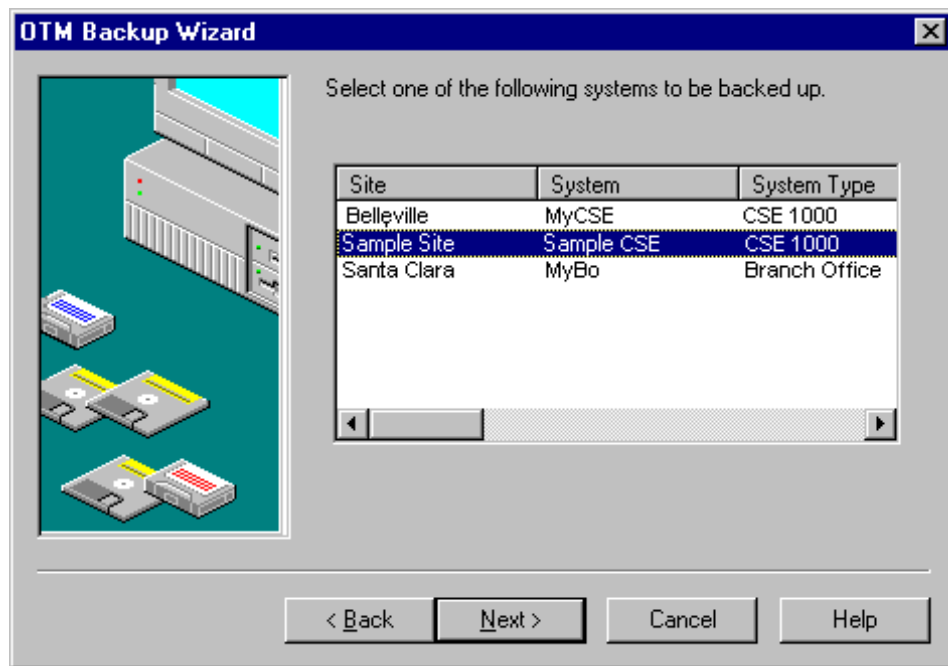 OTM Backup Wizard
Select one of the following systems to be backed up.
Site System System Type
Belleville MyCSE CSE 1000
Sample Site Sample CSE CSE 1000
Santa Clara MyBo Branch Office
< Back Next > Cancel Help